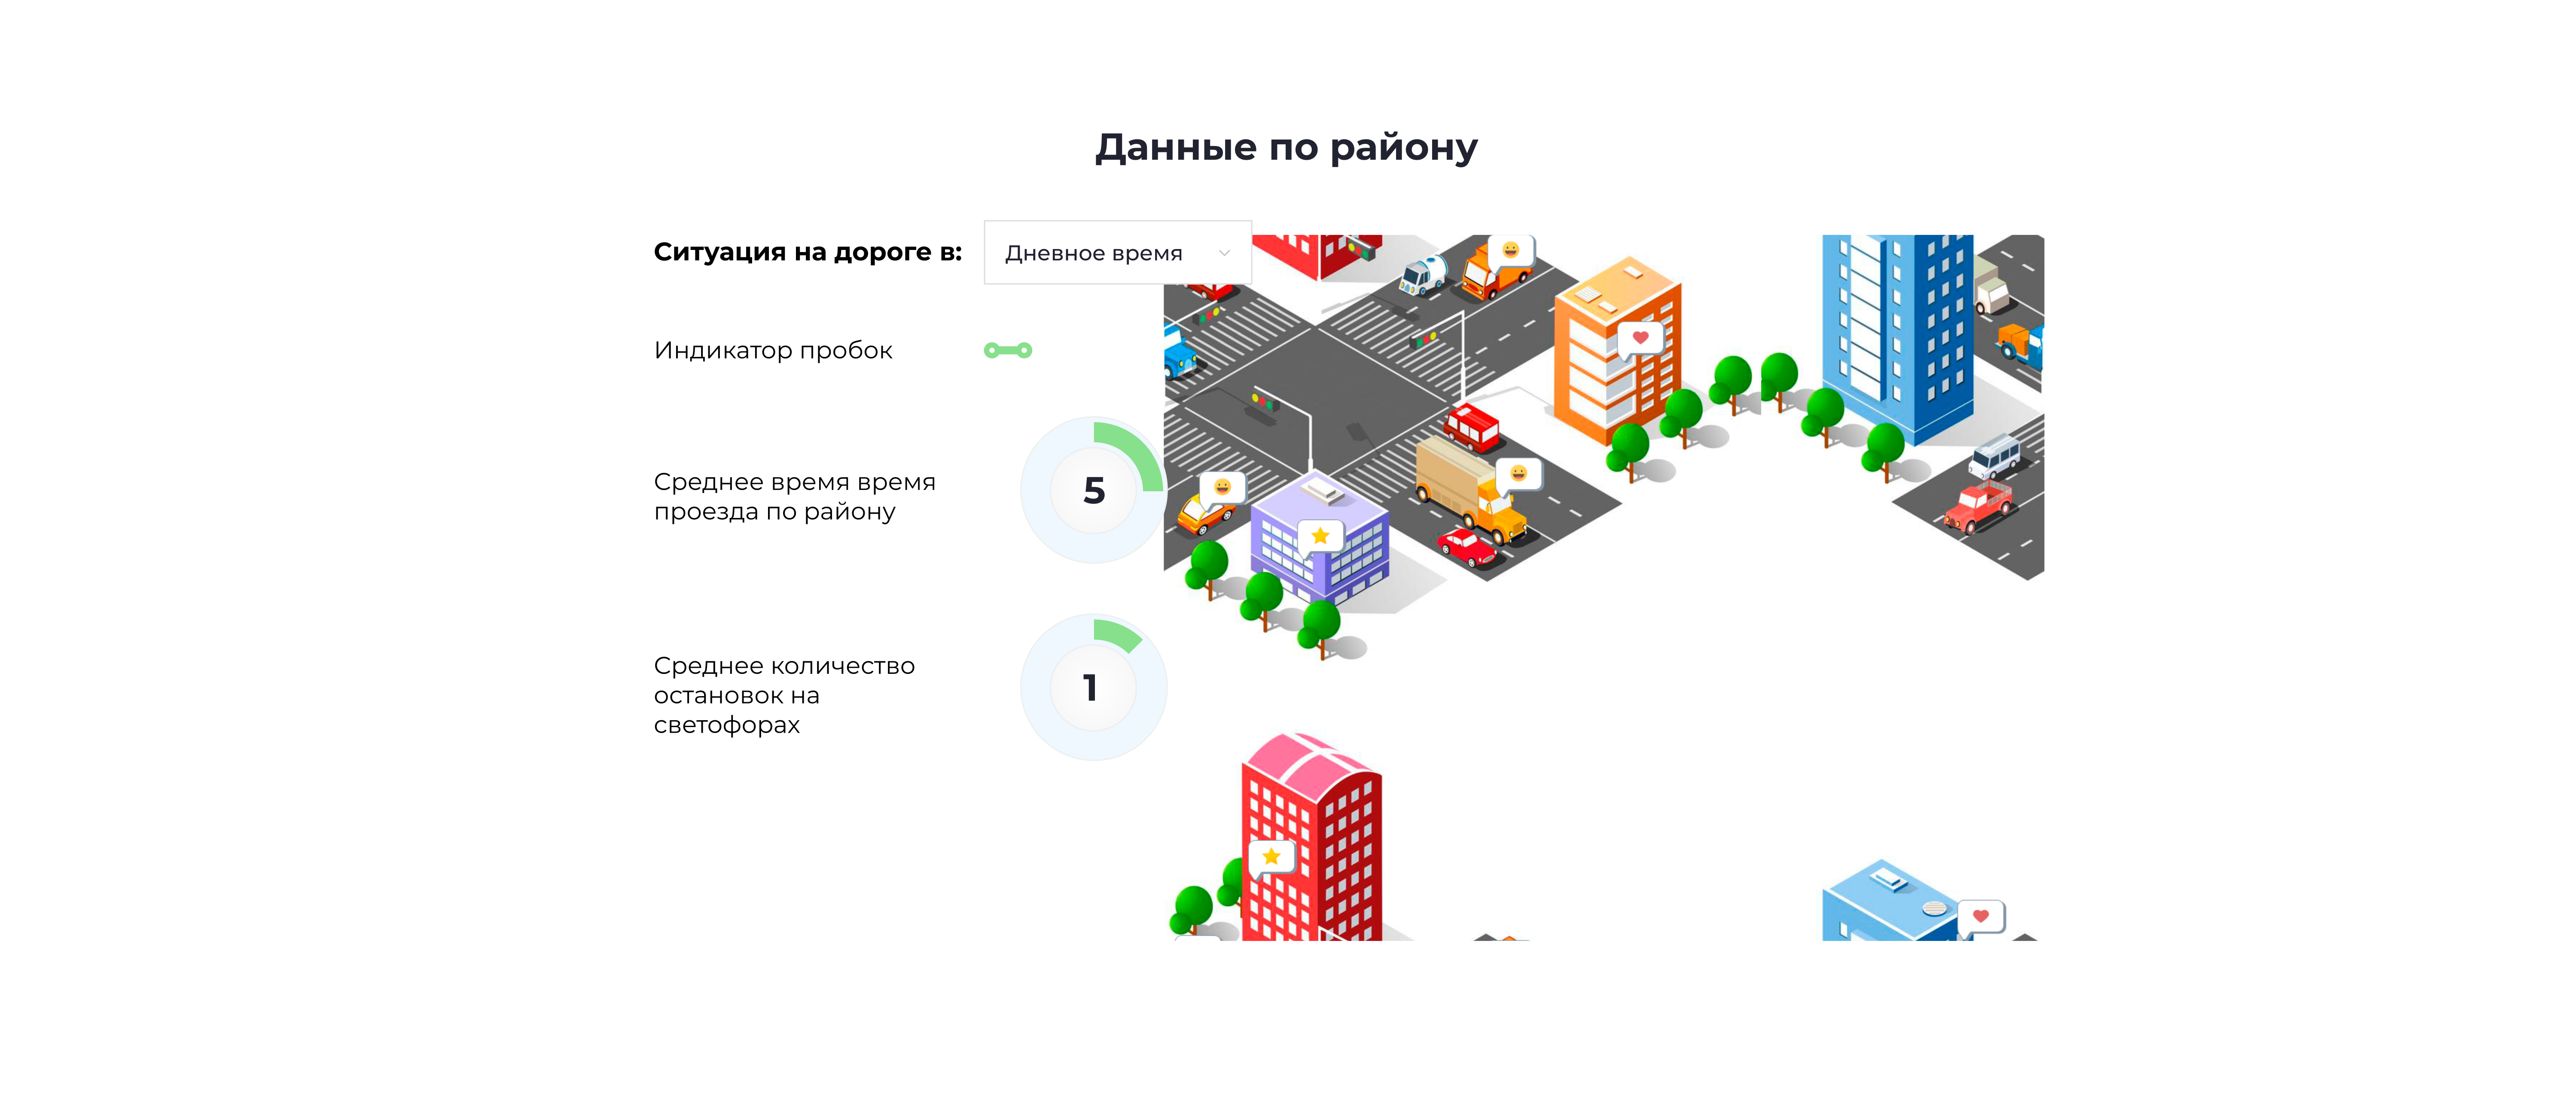 Данные по району
Ситуация на дороге в:
Дневное время
Индикатор пробок
Среднее время время
проезда по району
5
Среднее количество
остановок на
светофорах
1